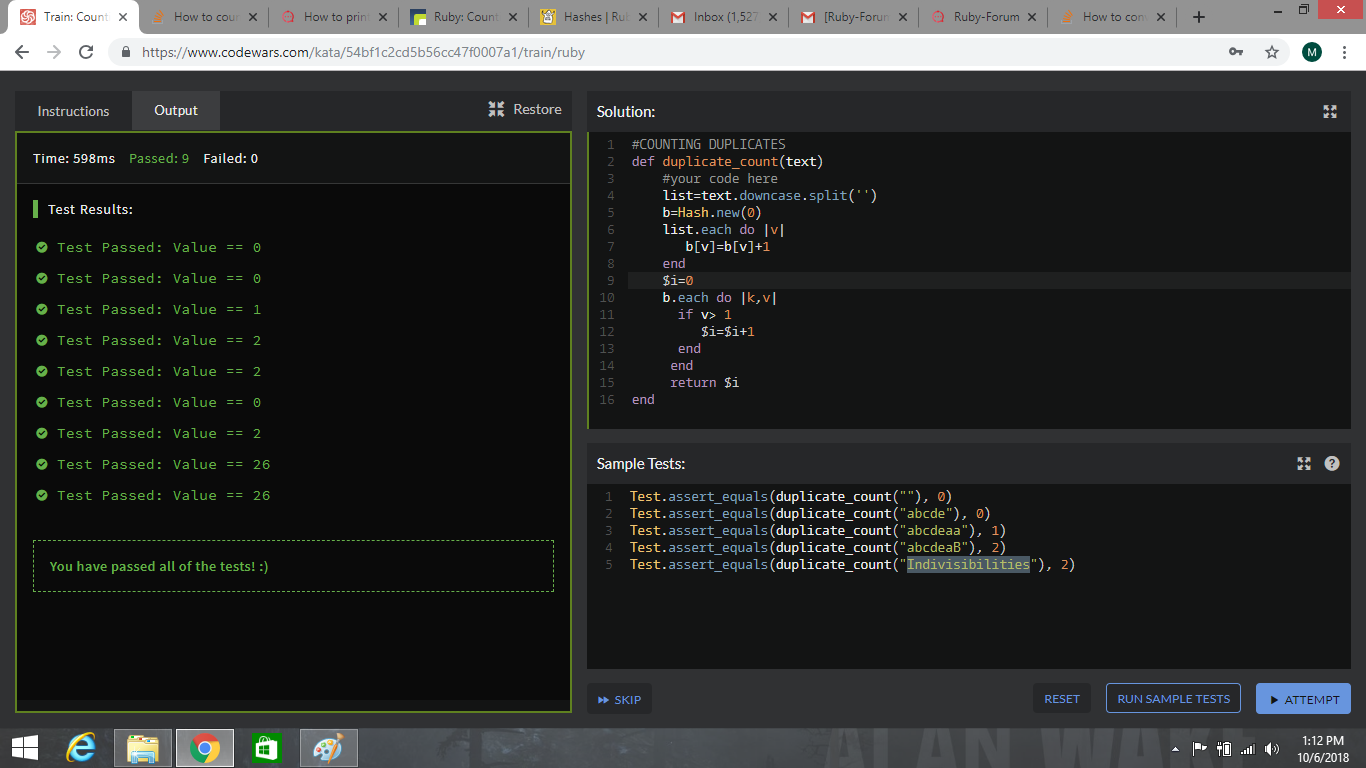 Train: Count
How to cour
How to prin
Ruby: Count
Hashes | Rul
Inbox (1,527
[Ruby-Forun
Ruby-Forum
How to con
https://www.codewars.com/kata/54bf1c2cd5b56cc47f0007a1/train/ruby
M
Instructions
Output
Restore
Time: 598ms Passed: 9 Failed: 0
Test Results:
Test Passed: Value == 0
Test Passed: Value == 0
Test Passed: Value == 1
Test Passed: Value == 2
Test Passed: Value == 2
Test Passed: Value == 0
Test Passed: Value == 2
Test Passed: Value == 26
Test Passed: Value == 26
You have passed all of the tests! :)
Solution:
1 #COUNTING DUPLICATES
2 def duplicate_count(text)
3 #your code here
4 list=text.downcase.split('')
5 b=Hash.new(0)
6 list.each do |v|
7 b[v]=b[v]+1
8 end
9 $i=0
10 b.each do |k,v|
11 if v> 1
12 $i=$i+1
13 end
14 end
15 return $i
16 end
Sample Tests:
?
1 Test.assert_equals(duplicate_count(""), 0)
2 Test.assert_equals(duplicate_count("abcde"), 0)
3 Test.assert_equals(duplicate_count("abcdeaa"), 1)
4 Test.assert_equals(duplicate_count("abcdeaB"), 2)
5 Test.assert_equals(duplicate_count("Indivisibilities"), 2)
SKIP
RESET
RUN SAMPLE TESTS
ATTEMPT
ALAN WAKE
1:12 PM
10/6/2018